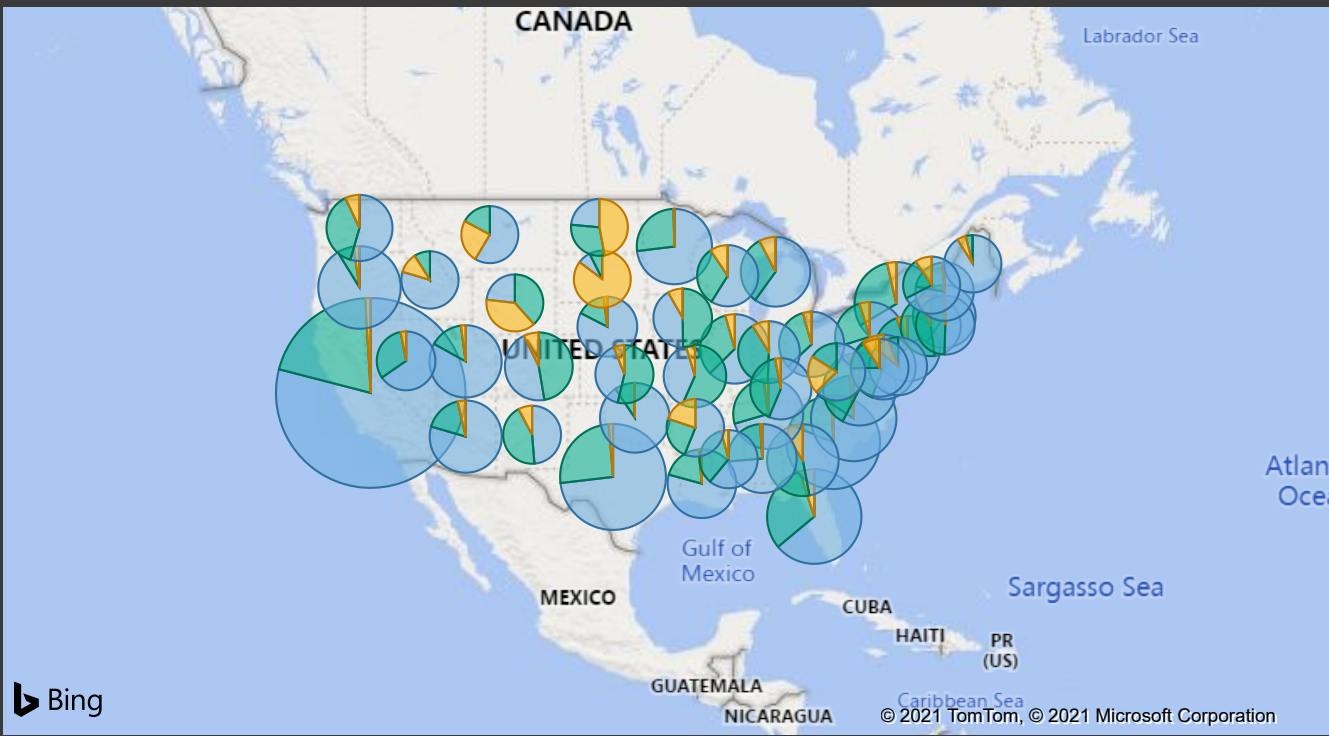 CANADA
Labrador Sea
UNITED STATES
Atlan
Ocea
Gulf of
Mexico
Sargasso Sea
MEXICO
CUBA
HAITI
PR
(US)
GUATEMALA
Caribbean Sea
NICARAGUA
Bing
© 2021 TomTom, © 2021 Microsoft Corporation